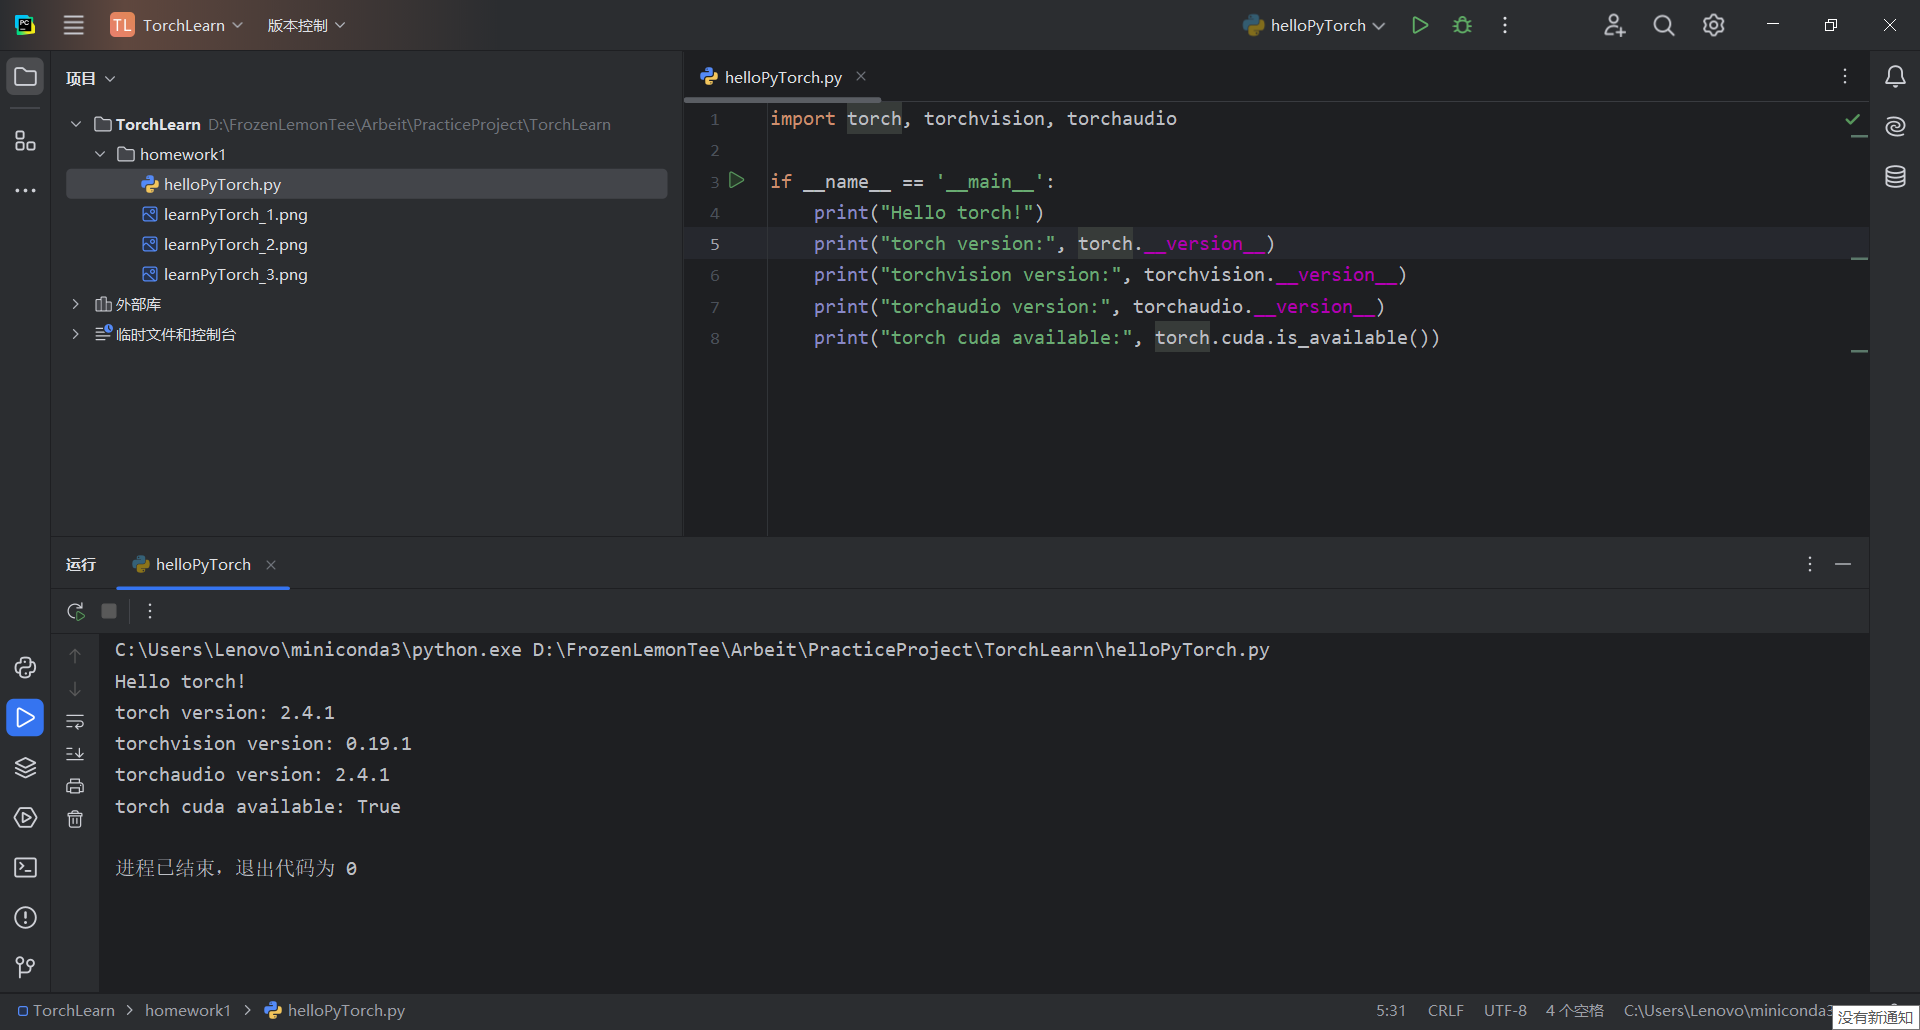 TL TorchLearn 版本控制 helloPyTorch
项目
TorchLearn D:\FrozenLemonTee\Arbeit\PracticeProject\TorchLearn
homework1
helloPyTorch.py
learnPyTorch_1.png
learnPyTorch_2.png
learnPyTorch_3.png
外部库
临时文件和控制台
helloPyTorch.py
1 import torch, torchvision, torchaudio
2
3 if __name__ == '__main__':
4 print("Hello torch!")
5 print("torch version:", torch.__version__)
6 print("torchvision version:", torchvision.__version__)
7 print("torchaudio version:", torchaudio.__version__)
8 print("torch cuda available:", torch.cuda.is_available())
运行 helloPyTorch
C:\Users\Lenovo\miniconda3\python.exe D:\FrozenLemonTee\Arbeit\PracticeProject\TorchLearn\helloPyTorch.py
Hello torch!
torch version: 2.4.1
torchvision version: 0.19.1
torchaudio version: 2.4.1
torch cuda available: True
进程已结束，退出代码为 0
TorchLearn > homework1 > helloPyTorch.py 5:31 CRLF UTF-8 4 个空格 C:\Users\Lenovo\miniconda3
没有新通知